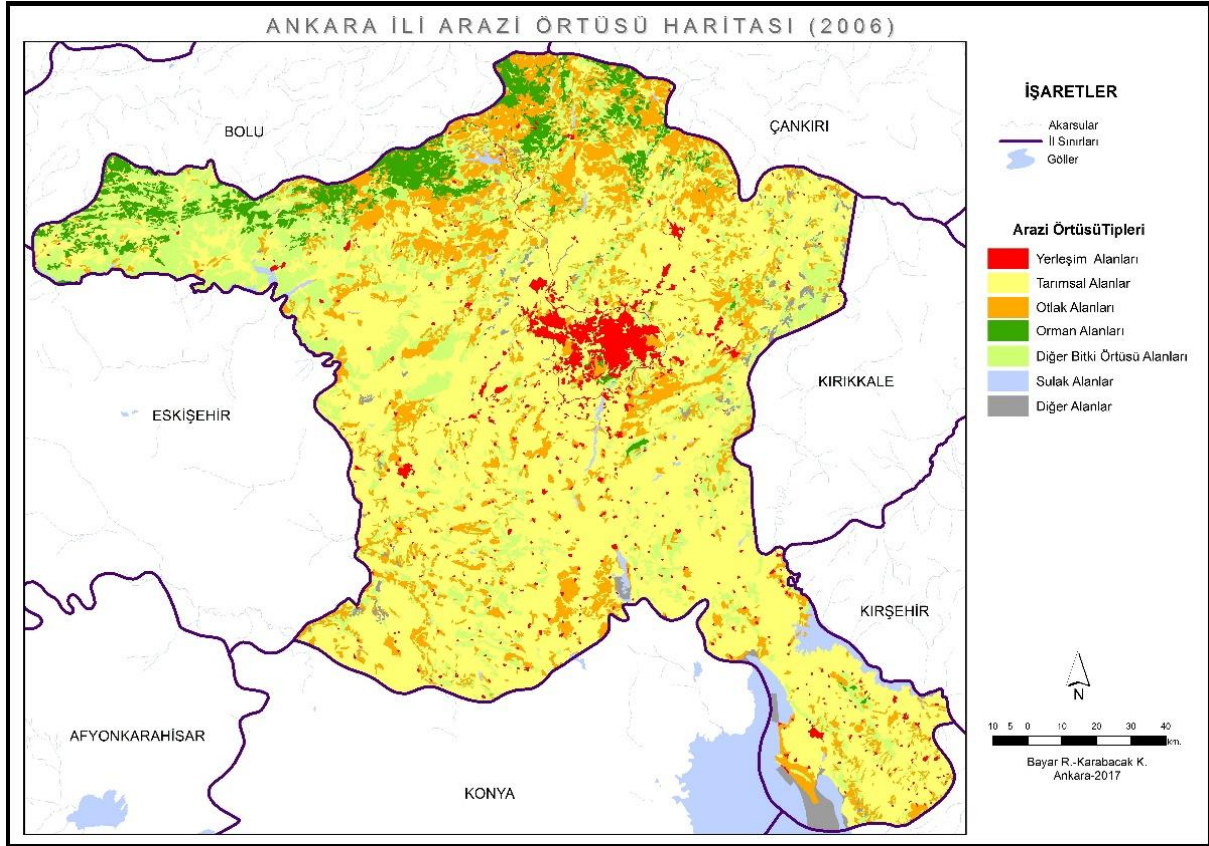 ANKARA İLİ ARAZİ ÖRTÜSÜ HARİTASI (2006)
BOLU
ÇANKIRI
ESKİŞEHİR
KIRIKKALE
KIRŞEHİR
AFYONKARAHİSAR
KONYA
İŞARETLER
Akarsular
İl Sınırları
Göller
Arazi ÖrtüsüTipleri
Yerleşim Alanları
Tarımsal Alanlar
Otlak Alanları
Orman Alanları
Diğer Bitki Örtüsü Alanları
Sulak Alanlar
Diğer Alanlar
N
10 5 0 10 20 30 40
km.
Bayar R.-Karabacak K.
Ankara-2017